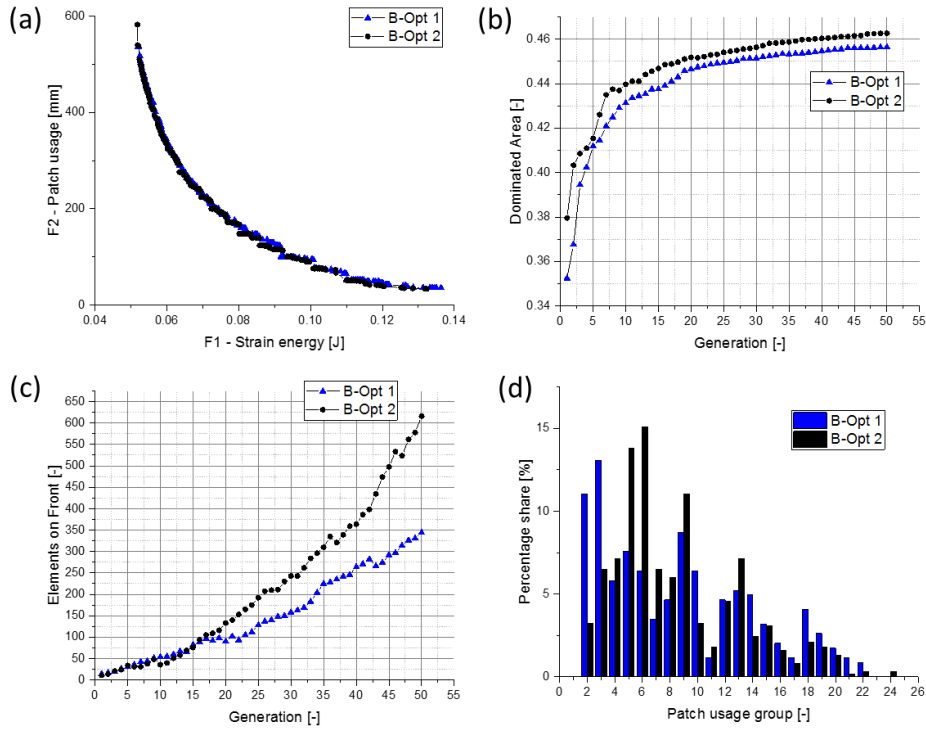 (a)
B-Opt 1
B-Opt 2
F2 - Patch usage [mm]
600
400
200
0
0.04 0.06 0.08 0.10 0.12 0.14
F1 - Strain energy [J]
(b)
B-Opt 1
B-Opt 2
Dominated Area [-]
0.46
0.44
0.42
0.40
0.38
0.36
0.34
0 5 10 15 20 25 30 35 40 45 50 55
Generation [-]
(c)
B-Opt 1
B-Opt 2
Elements on Front [-]
650
600
550
500
450
400
350
300
250
200
150
100
50
0
0 5 10 15 20 25 30 35 40 45 50 55
Generation [-]
(d)
B-Opt 1
B-Opt 2
Percentage share [%]
15
10
5
0
0 2 4 6 8 10 12 14 16 18 20 22 24 26
Patch usage group [-]